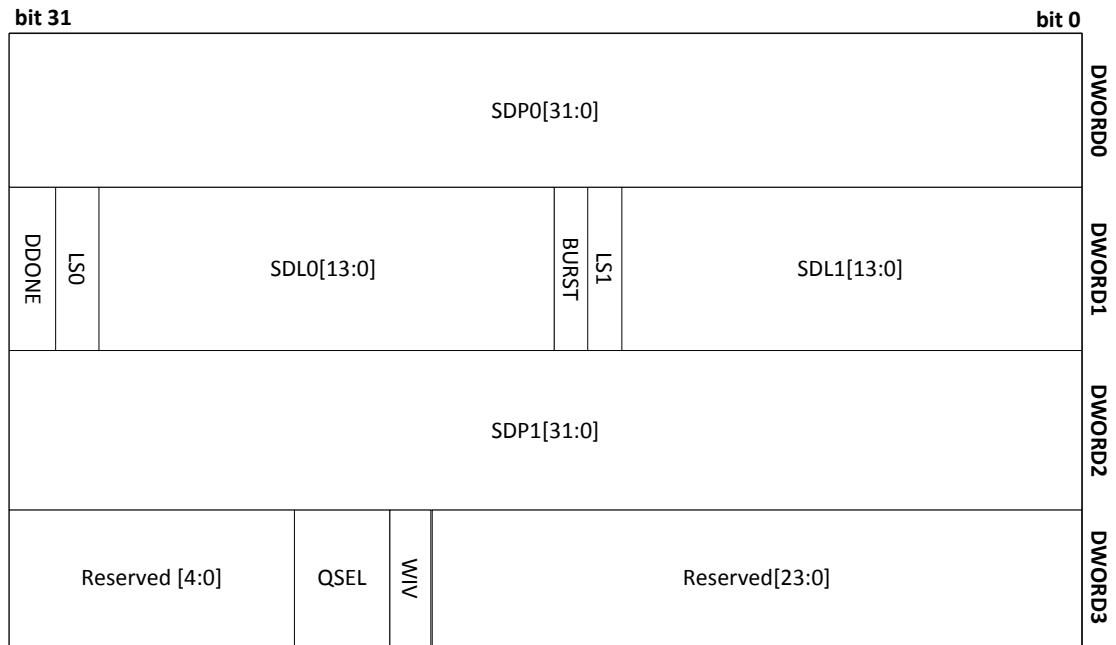 bit 31
bit 0
SDP0[31:0]
DWORD0
DDONE
LS0
SDL0[13:0]
BURST
LS1
SDL1[13:0]
DWORD1
SDP1[31:0]
DWORD2
Reserved [4:0]
QSEL
WIV
Reserved[23:0]
DWORD3